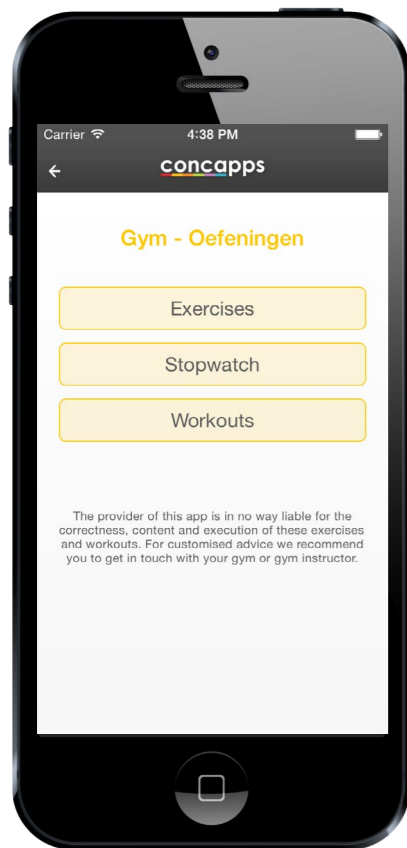 Carrier 4:38 PM
concapps
Gym - Oefeningen
Exercises
Stopwatch
Workouts
The provider of this app is in no way liable for the
correctness, content and execution of these exercises
and workouts. For customised advice we recommend
you to get in touch with your gym or gym instructor.